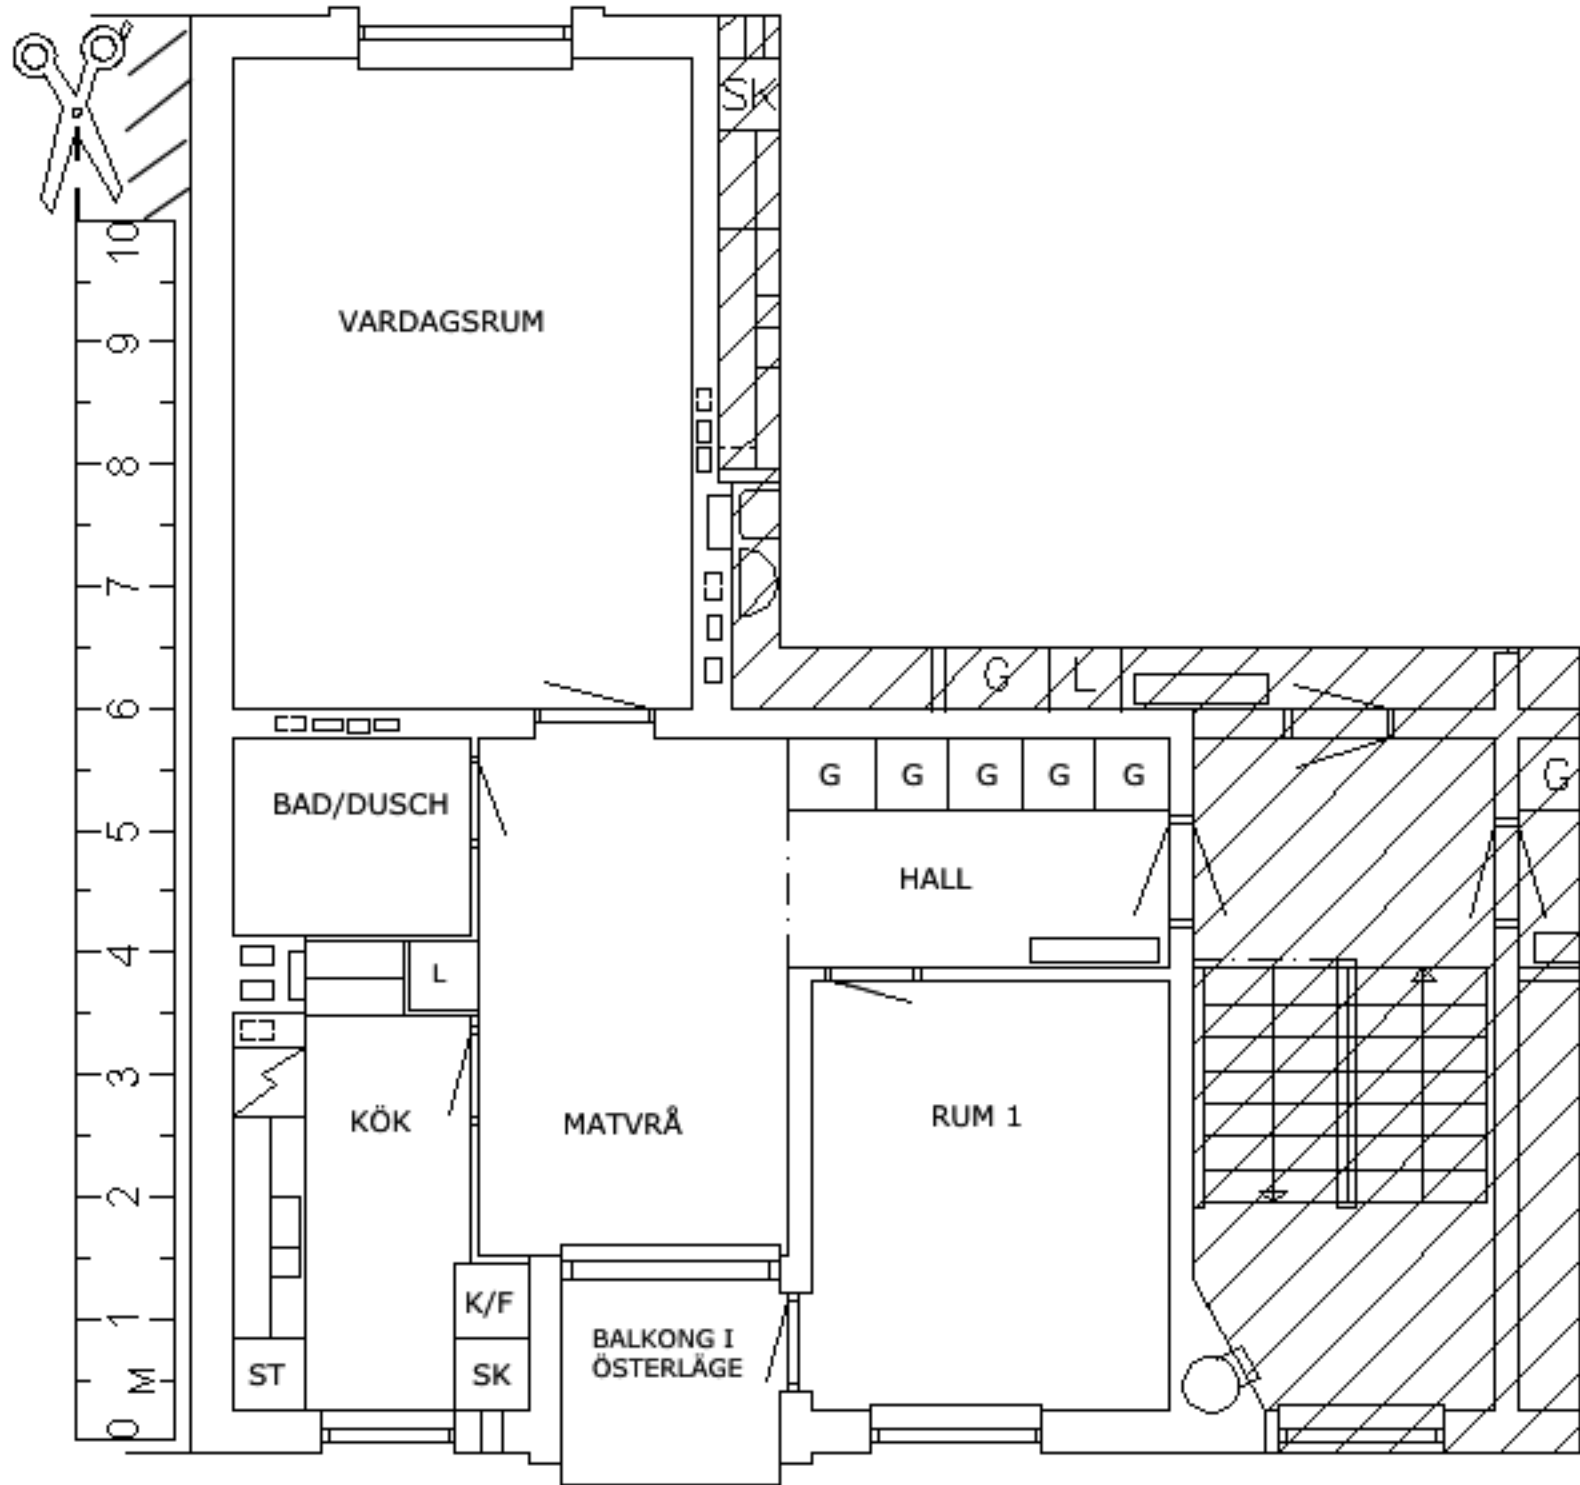 SK
10
9
VARDAGSRUM
8
7
G L
6
G G G G G
G
BAD/DUSCH
5
HALL
4
L
3
KÖK
MATVRÅ
RUM 1
2
K/F
1
BALKONG I
ÖSTERLÄGE
ST
M
SK
0